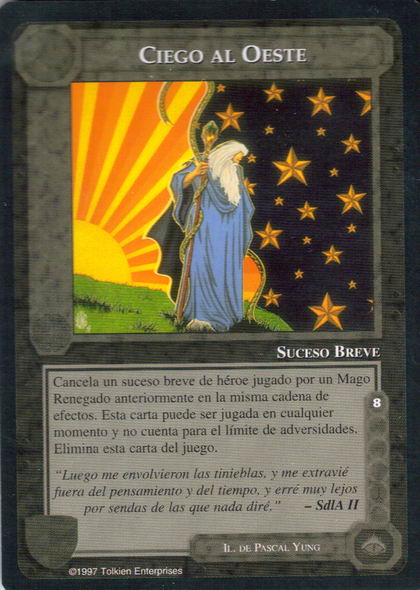 CIEGO AL OESTE
SUCESO BREVE
Cancela un suceso breve de héroe jugado por un Mago
Renegado anteriormente en la misma cadena de
efectos. Esta carta puede ser jugada en cualquier
momento y no cuenta para el límite de adversidades.
Elimina esta carta del juego.
8
“Luego me envolvieron las tinieblas, y me extravié
fuera del pensamiento y del tiempo, y erré muy lejos
por sendas de las que nada diré.” – SdlA II
IL. DE PASCAL YUNG
©1997 Tolkien Enterprises